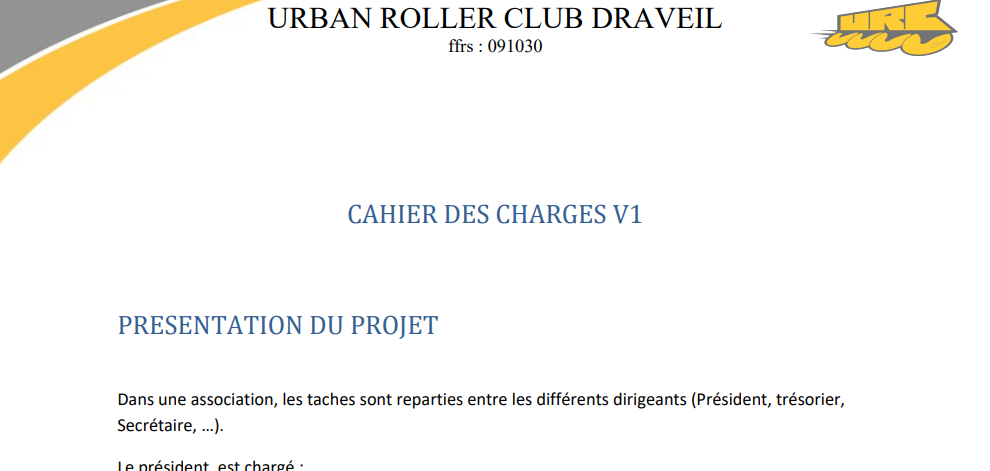 URBAN ROLLER CLUB DRAVEIL
ffrs : 091030
URC
CAHIER DES CHARGES V1
PRESENTATION DU PROJET
Dans une association, les taches sont reparties entre les différents dirigeants (Président, trésorier,
Secrétaire, …).
Le président est chargé :